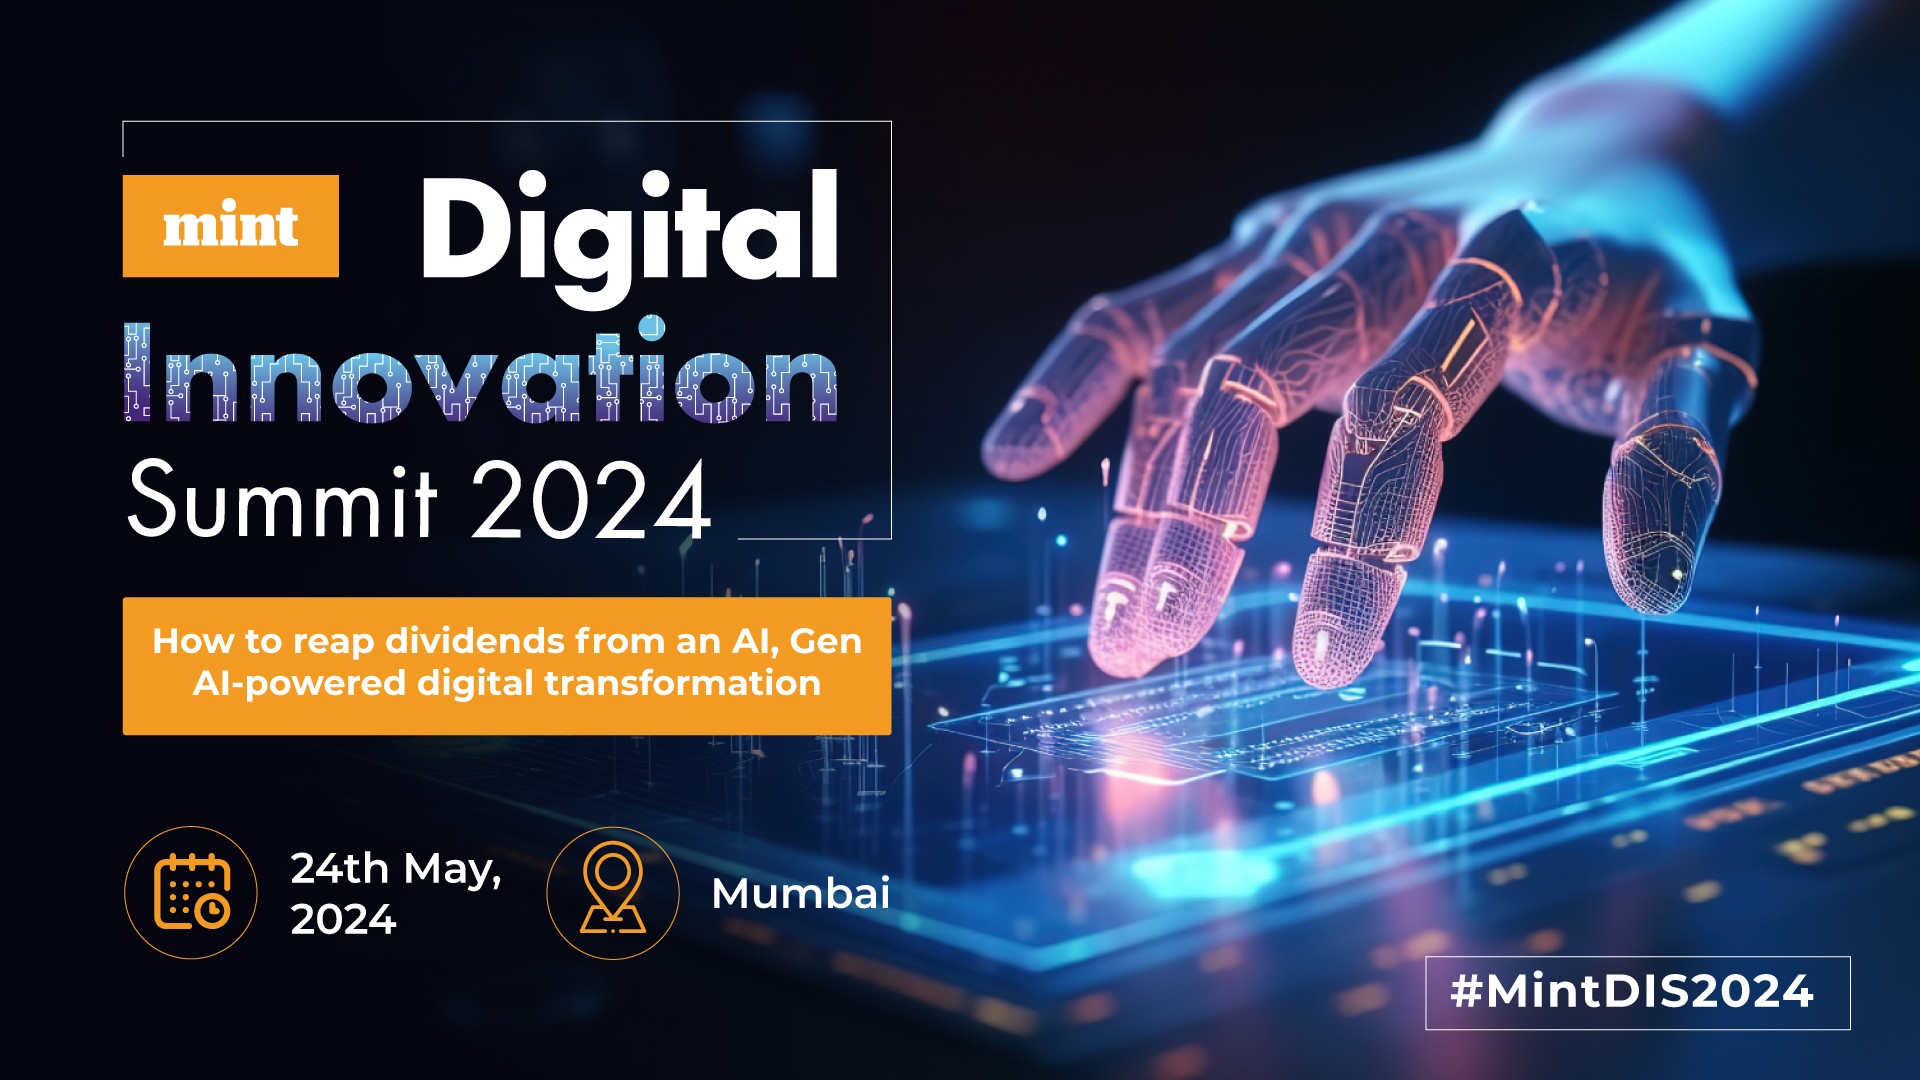 mint
Digital
Innovation
Summit 2024
How to reap dividends from an AI, Gen
AI-powered digital transformation
24th May,
2024
Mumbai
#MintDIS2024